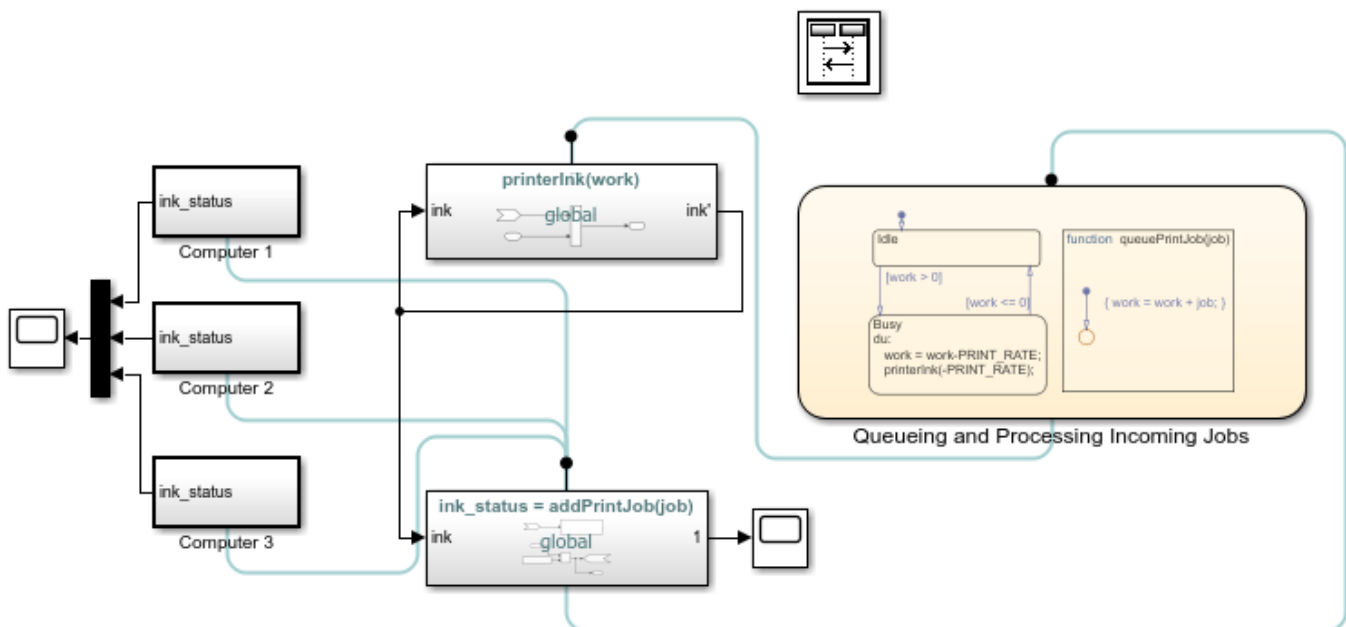 printerInk(work)
ink
global
ink'
ink_status
Computer 1
ink_status
Computer 2
ink_status
Computer 3
ink_status = addPrintJob(job)
ink
global
1
Idle
[work > 0]
[work <= 0]
Busy
du:
work = work-PRINT_RATE;
printerInk(-PRINT_RATE);
function queuePrintJob(job)
{ work = work + job; }
Queueing and Processing Incoming Jobs